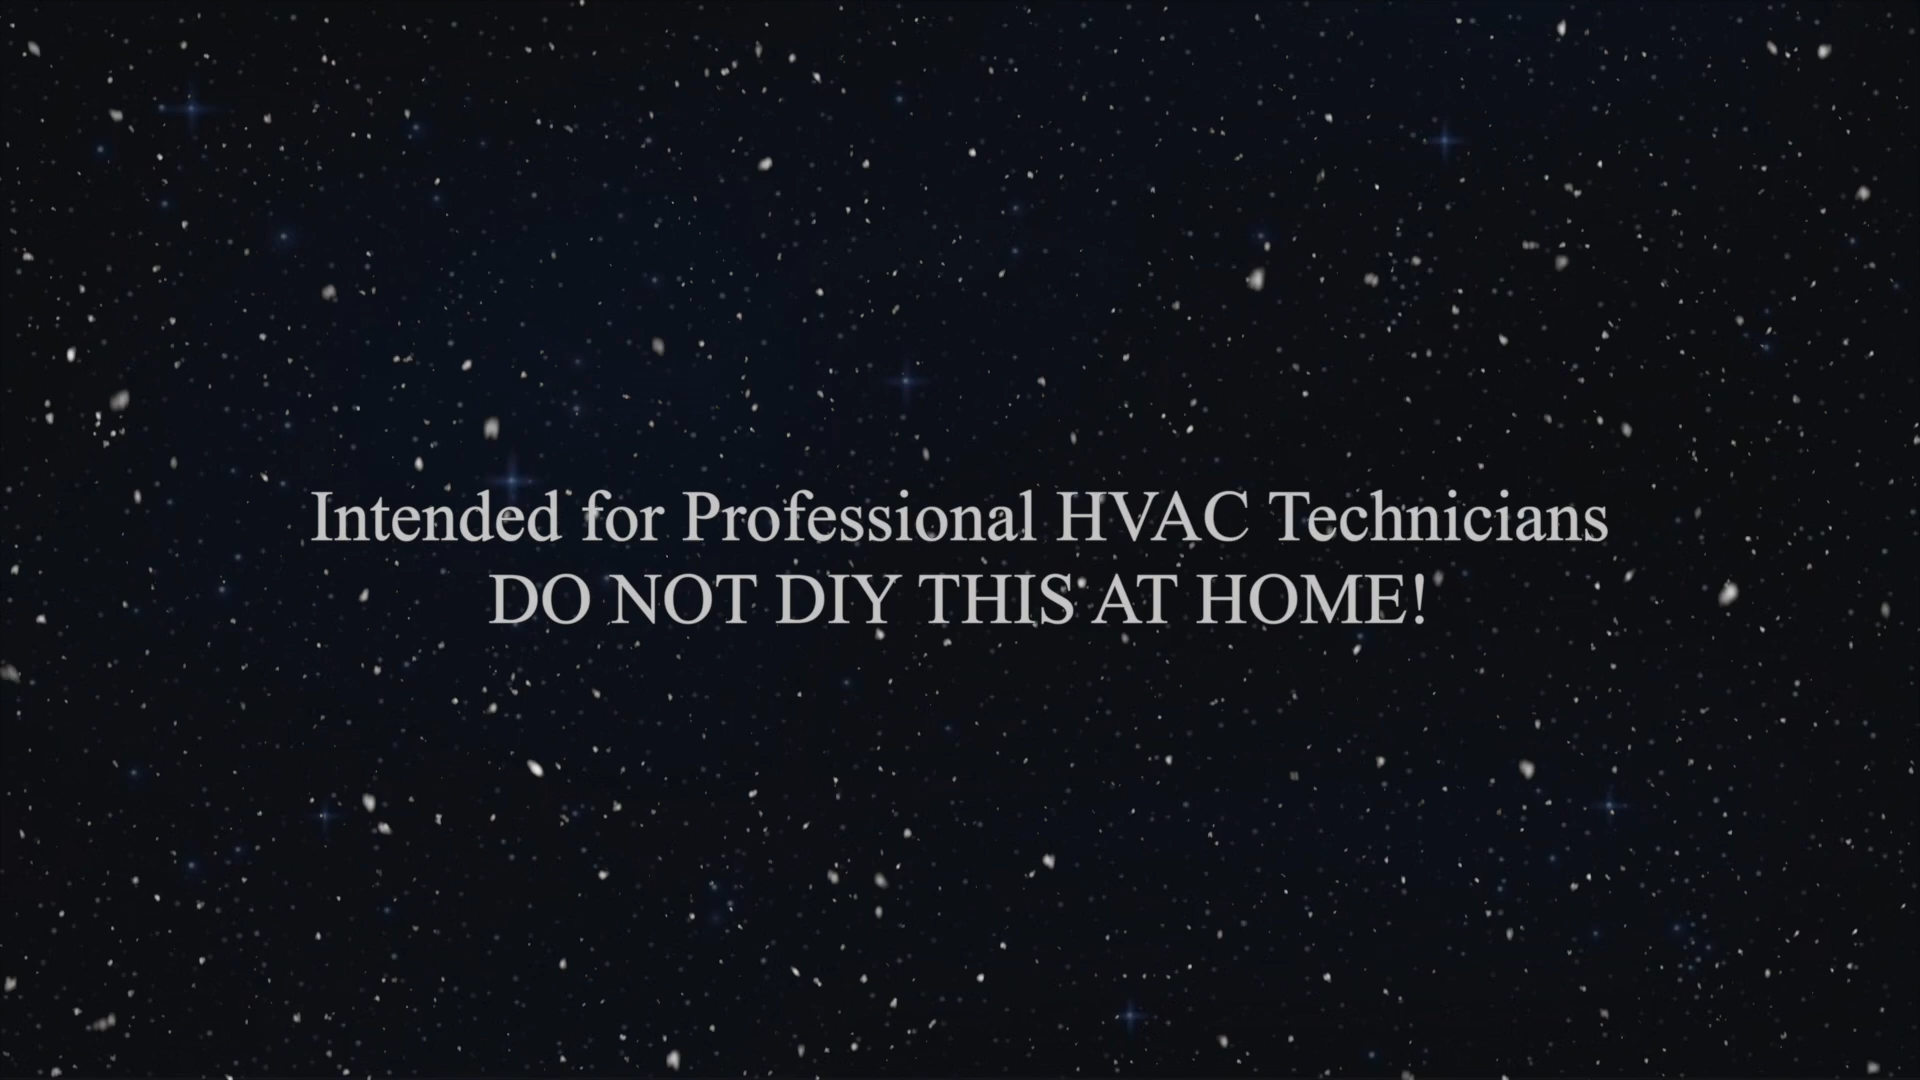 Intended for Professional HVAC Technicians
DO NOT DIY THIS AT HOME!